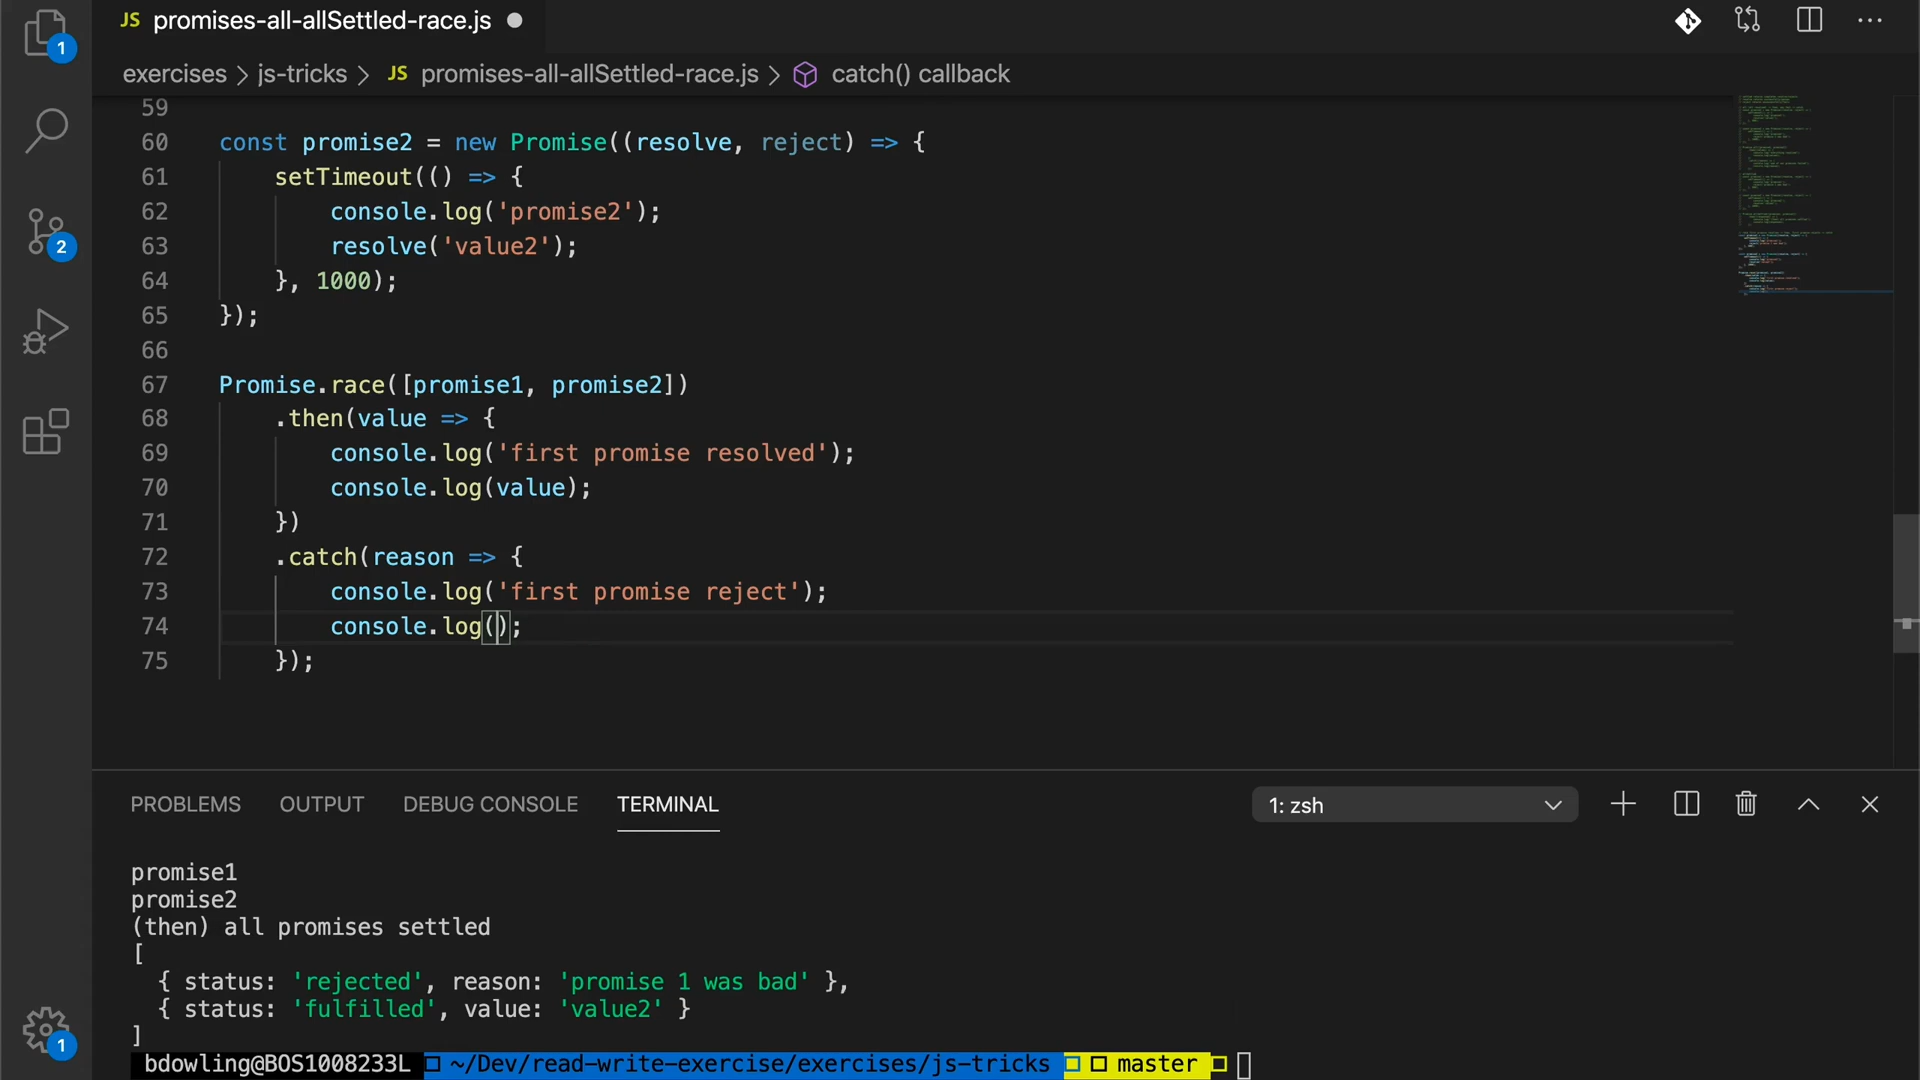 JS promises-all-allSettled-race.js
exercises > js-tricks > JS promises-all-allSettled-race.js > catch() callback
1
2
1
59
60 const promise2 = new Promise((resolve, reject) => {
61 setTimeout(() => {
62 console.log('promise2');
63 resolve('value2');
64 }, 1000);
65 });
66
67 Promise.race([promise1, promise2])
68 .then(value => {
69 console.log('first promise resolved');
70 console.log(value);
71 })
72 .catch(reason => {
73 console.log('first promise reject');
74 console.log();
75 });
PROBLEMS OUTPUT DEBUG CONSOLE TERMINAL 1: zsh
promise1
promise2
(then) all promises settled
[
{ status: 'rejected', reason: 'promise 1 was bad' },
{ status: 'fulfilled', value: 'value2' }
]
bdowling@BOS1008233L ~/Dev/read-write-exercise/exercises/js-tricks master